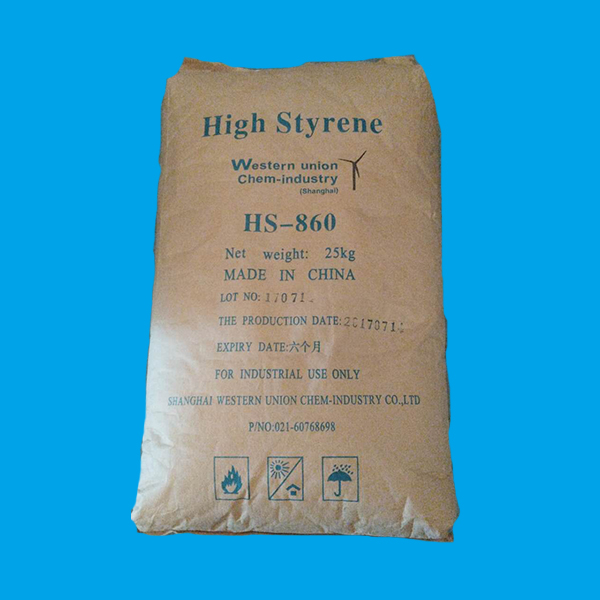 High Styrene
Western union
Chem-industry
(Shanghai)
HS-860
Net weight: 25kg
MADE IN CHINA
LOT NO:
THE PRODUCTION DATE:
EXPIRY DATE:六个月
FOR INDUSTRIAL USE ONLY
SHANGHAI WESTERN UNION CHEM-INDUSTRY CO.,LTD
P/NO:021-60768698